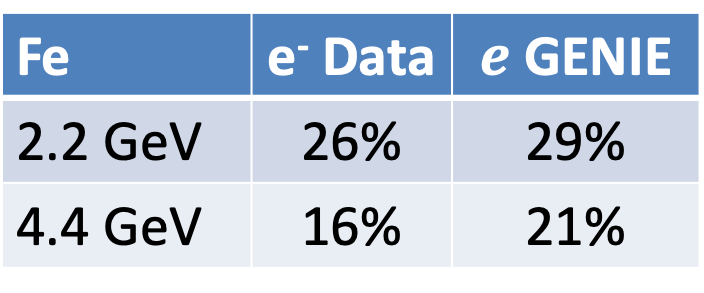 Fe e⁻ Data e GENIE
2.2 GeV 26% 29%
4.4 GeV 16% 21%